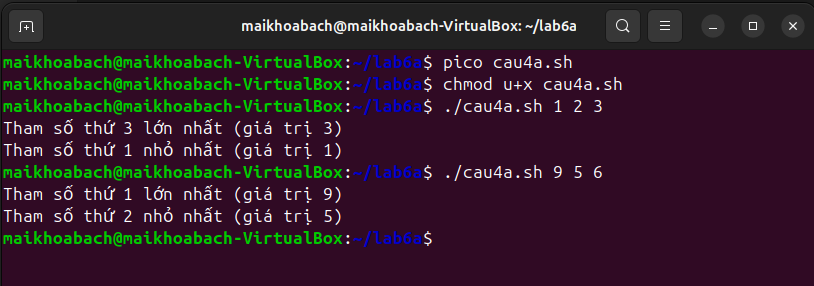 maikhoabach@maikhoabach-VirtualBox: ~/lab6a
maikhoabach@maikhoabach-VirtualBox:~/lab6a$ pico cau4a.sh
maikhoabach@maikhoabach-VirtualBox:~/lab6a$ chmod u+x cau4a.sh
maikhoabach@maikhoabach-VirtualBox:~/lab6a$ ./cau4a.sh 1 2 3
Tham số thứ 3 lớn nhất (giá trị 3)
Tham số thứ 1 nhỏ nhất (giá trị 1)
maikhoabach@maikhoabach-VirtualBox:~/lab6a$ ./cau4a.sh 9 5 6
Tham số thứ 1 lớn nhất (giá trị 9)
Tham số thứ 2 nhỏ nhất (giá trị 5)
maikhoabach@maikhoabach-VirtualBox:~/lab6a$